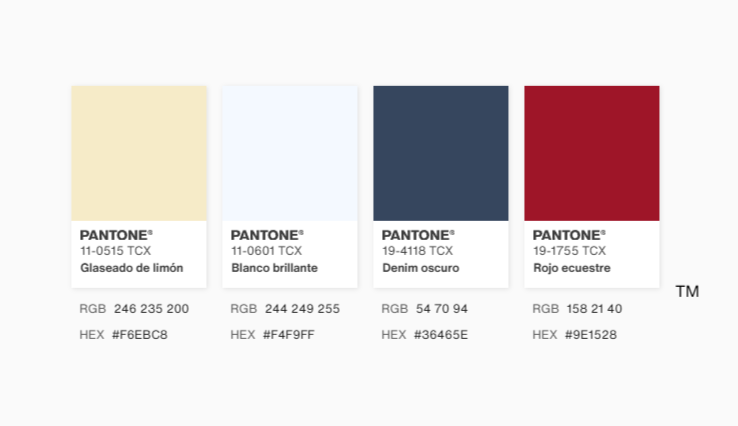 PANTONE®
11-0515 TCX
Glaseado de limón
RGB 246 235 200
HEX #F6EBC8
PANTONE®
11-0601 TCX
Blanco brillante
RGB 244 249 255
HEX #F4F9FF
PANTONE®
19-4118 TCX
Denim oscuro
RGB 54 70 94
HEX #36465E
PANTONE®
19-1755 TCX
Rojo ecuestre
RGB 158 21 40
HEX #9E1528
TM